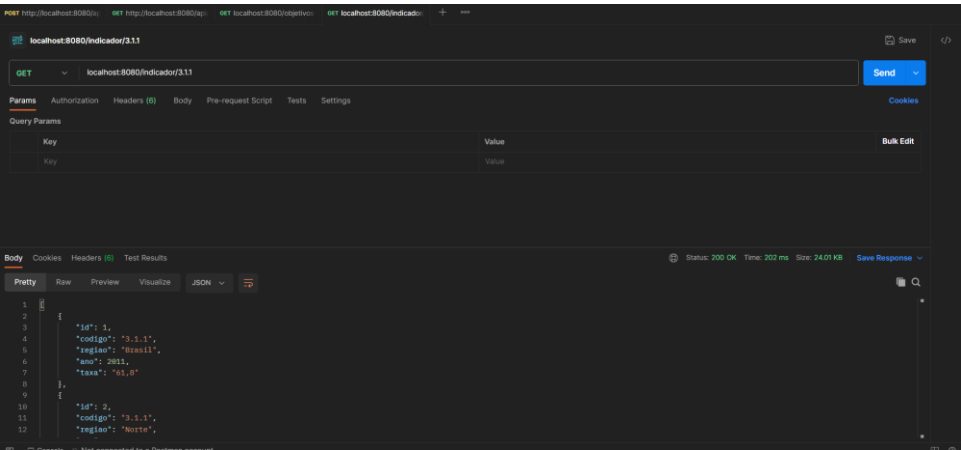 POST http://localhost:8080/a GET http://localhost:8080/api GET localhost:8080/objetivos GET localhost:8080/indicador
localhost:8080/indicador/3.1.1 Save
GET localhost:8080/indicador/3.1.1 Send
Params Authorization Headers (6) Body Pre-request Script Tests Settings Cookies
Query Params
Key Value Bulk Edit
Key Value
Body Cookies Headers (6) Test Results Status: 200 OK Time: 202 ms Size: 24.01 KB Save Response
Pretty Raw Preview Visualize JSON
1 [
2 {
3 "id": 1,
4 "codigo": "3.1.1",
5 "regiao": "Brasil",
6 "ano": 2011,
7 "taxa": "61,8"
8 },
9 {
10 "id": 2,
11 "codigo": "3.1.1",
12 "regiao": "Norte",
Console Not connected to a Postman account